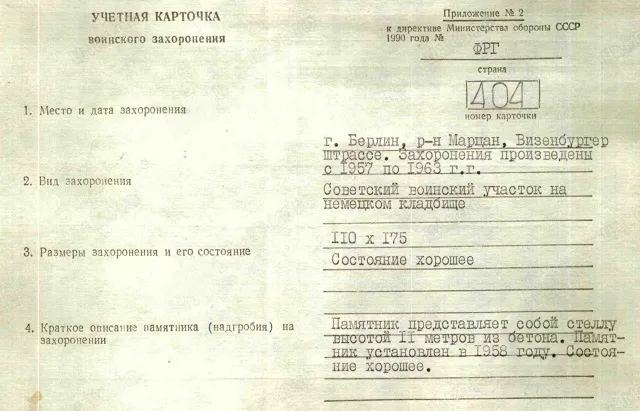 УЧЕТНАЯ КАРТОЧКА
воинского захоронения
Приложение № 2
к директиве Министерства обороны СССР
1990 года №
ФРГ
страна
404
номер карточки
1. Место и дата захоронения
г. Берлин, р-н Марцан, Визенбургер
штрассе. Захоронения произведены
с 1957 по 1963 г.г.
2. Вид захоронения
Советский воинский участок на
немецком кладбище
3. Размеры захоронения и его состояние
110 х 175
Состояние хорошее
4. Краткое описание памятника (надгробия) на
захоронении
Памятник представляет собой стеллу
высотой II метров из бетона. Памят-
ник установлен в 1958 году. Состоя-
ние хорошее.